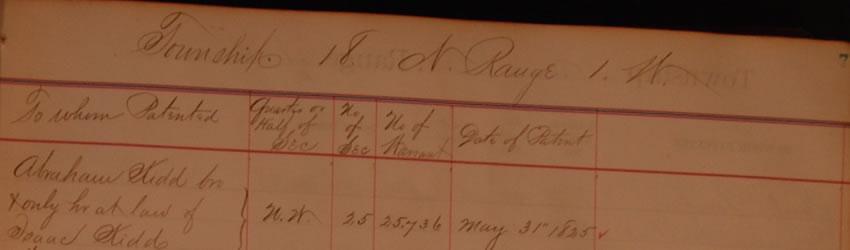 Township 18 N. Range 1. W.
To whom Patented
Quarter or
Half of
Sec
No
of
Sec
No of
Warrant
Date of Patent
Abraham Kidd bro
& only hr at law of
Isaac Kidd
N. W. 25 25.736 May 31st 1825